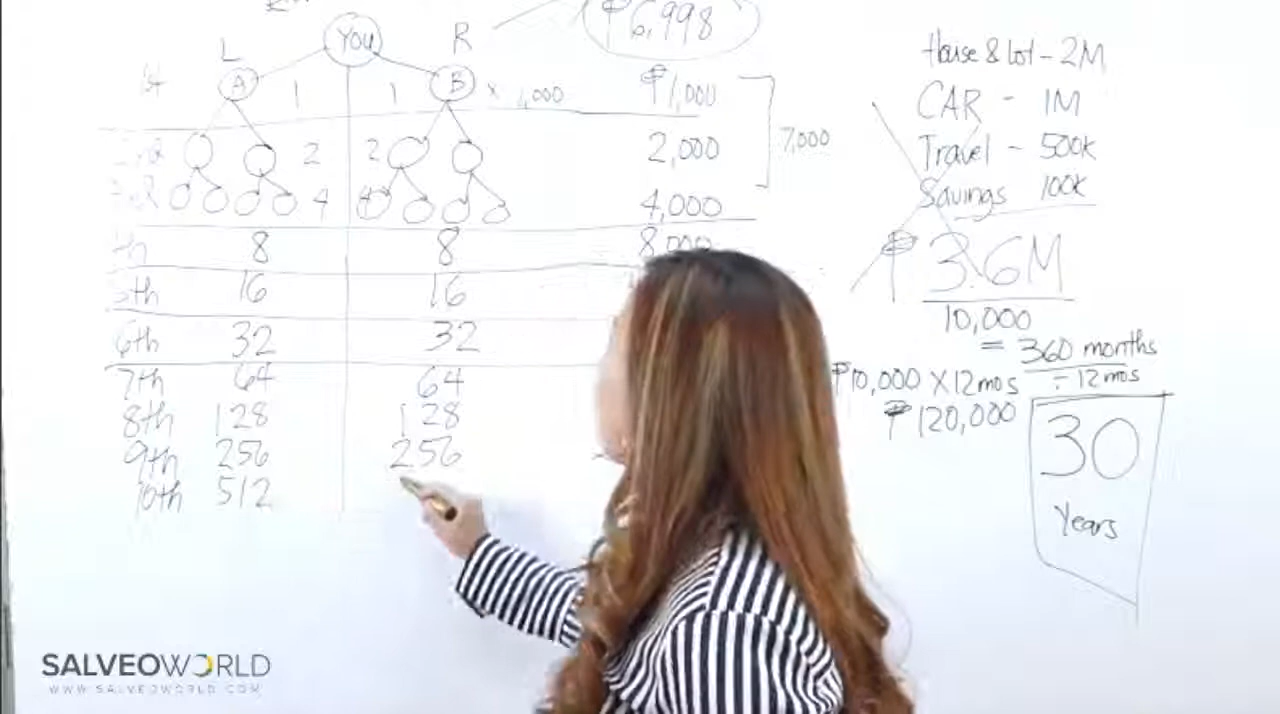 You
₱6,998
L
R
1st A 1 1 B × 1,000 ₱1,000
2 2 2,000
7,000
4 4 4,000
8 8 8,000
5th 16 16
6th 32 32
7th 64 64
8th 128 128
9th 256 256
10th 512
House & Lot - 2M
CAR - 1M
Travel - 500k
Savings 100k
₱3.6M
10,000
= 360 months
÷ 12 mos
₱10,000 X 12 mos
₱120,000
30
Years
SALVEOWORLD
WWW.SALVEOWORLD.COM